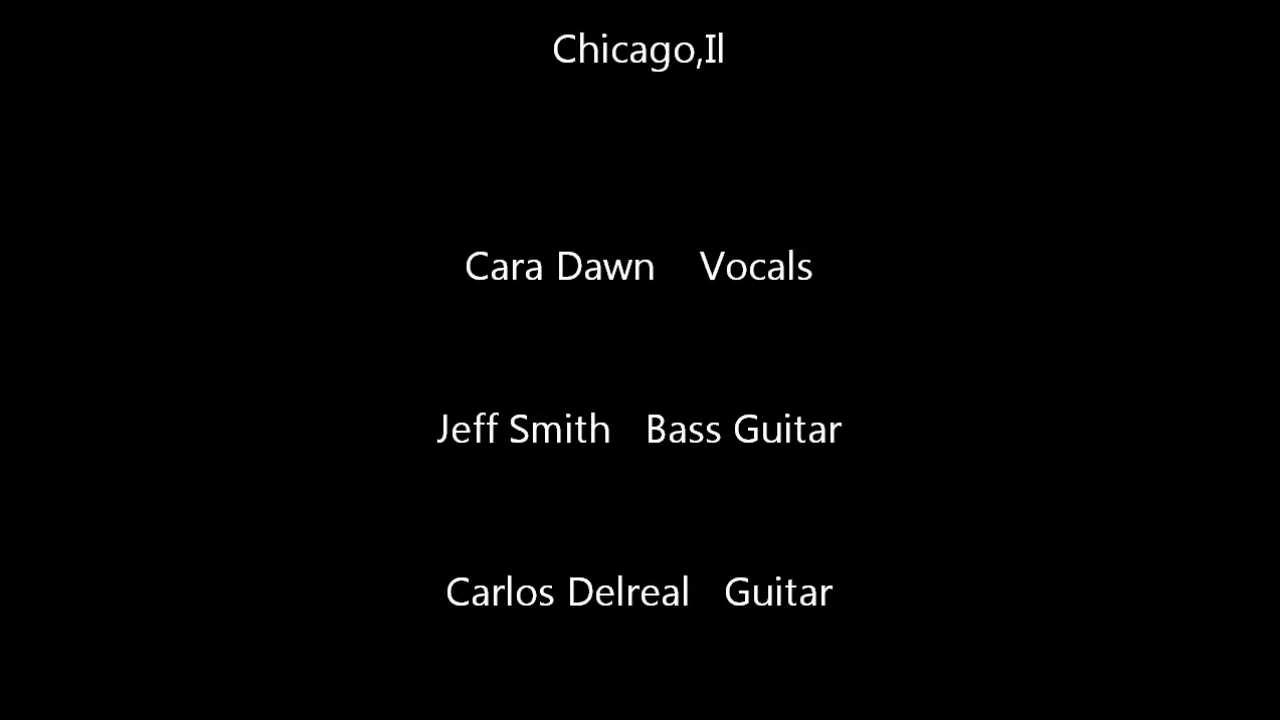 Chicago,Il
Cara Dawn    Vocals
Jeff Smith   Bass Guitar
Carlos Delreal   Guitar